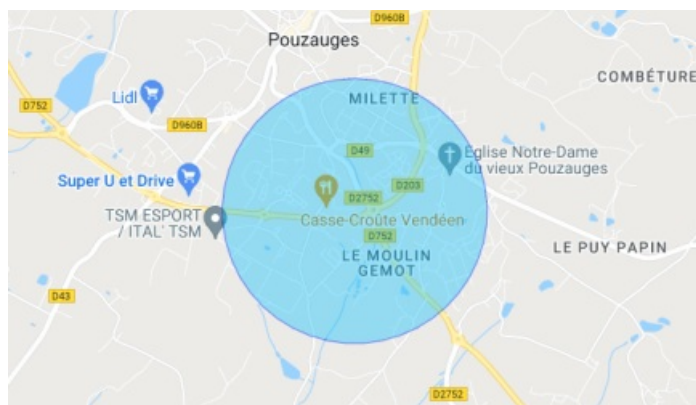 D960B
Pouzauges
COMBÉTURE
Lidl
MILETTE
D752
D960B
D49
Eglise Notre-Dame
du vieux Pouzauges
Super U et Drive
D203
D2752
TSM ESPORT
/ ITAL' TSM
Casse-Croûte Vendéen
D752
LE PUY PAPIN
LE MOULIN
GEMOT
D43
D2752